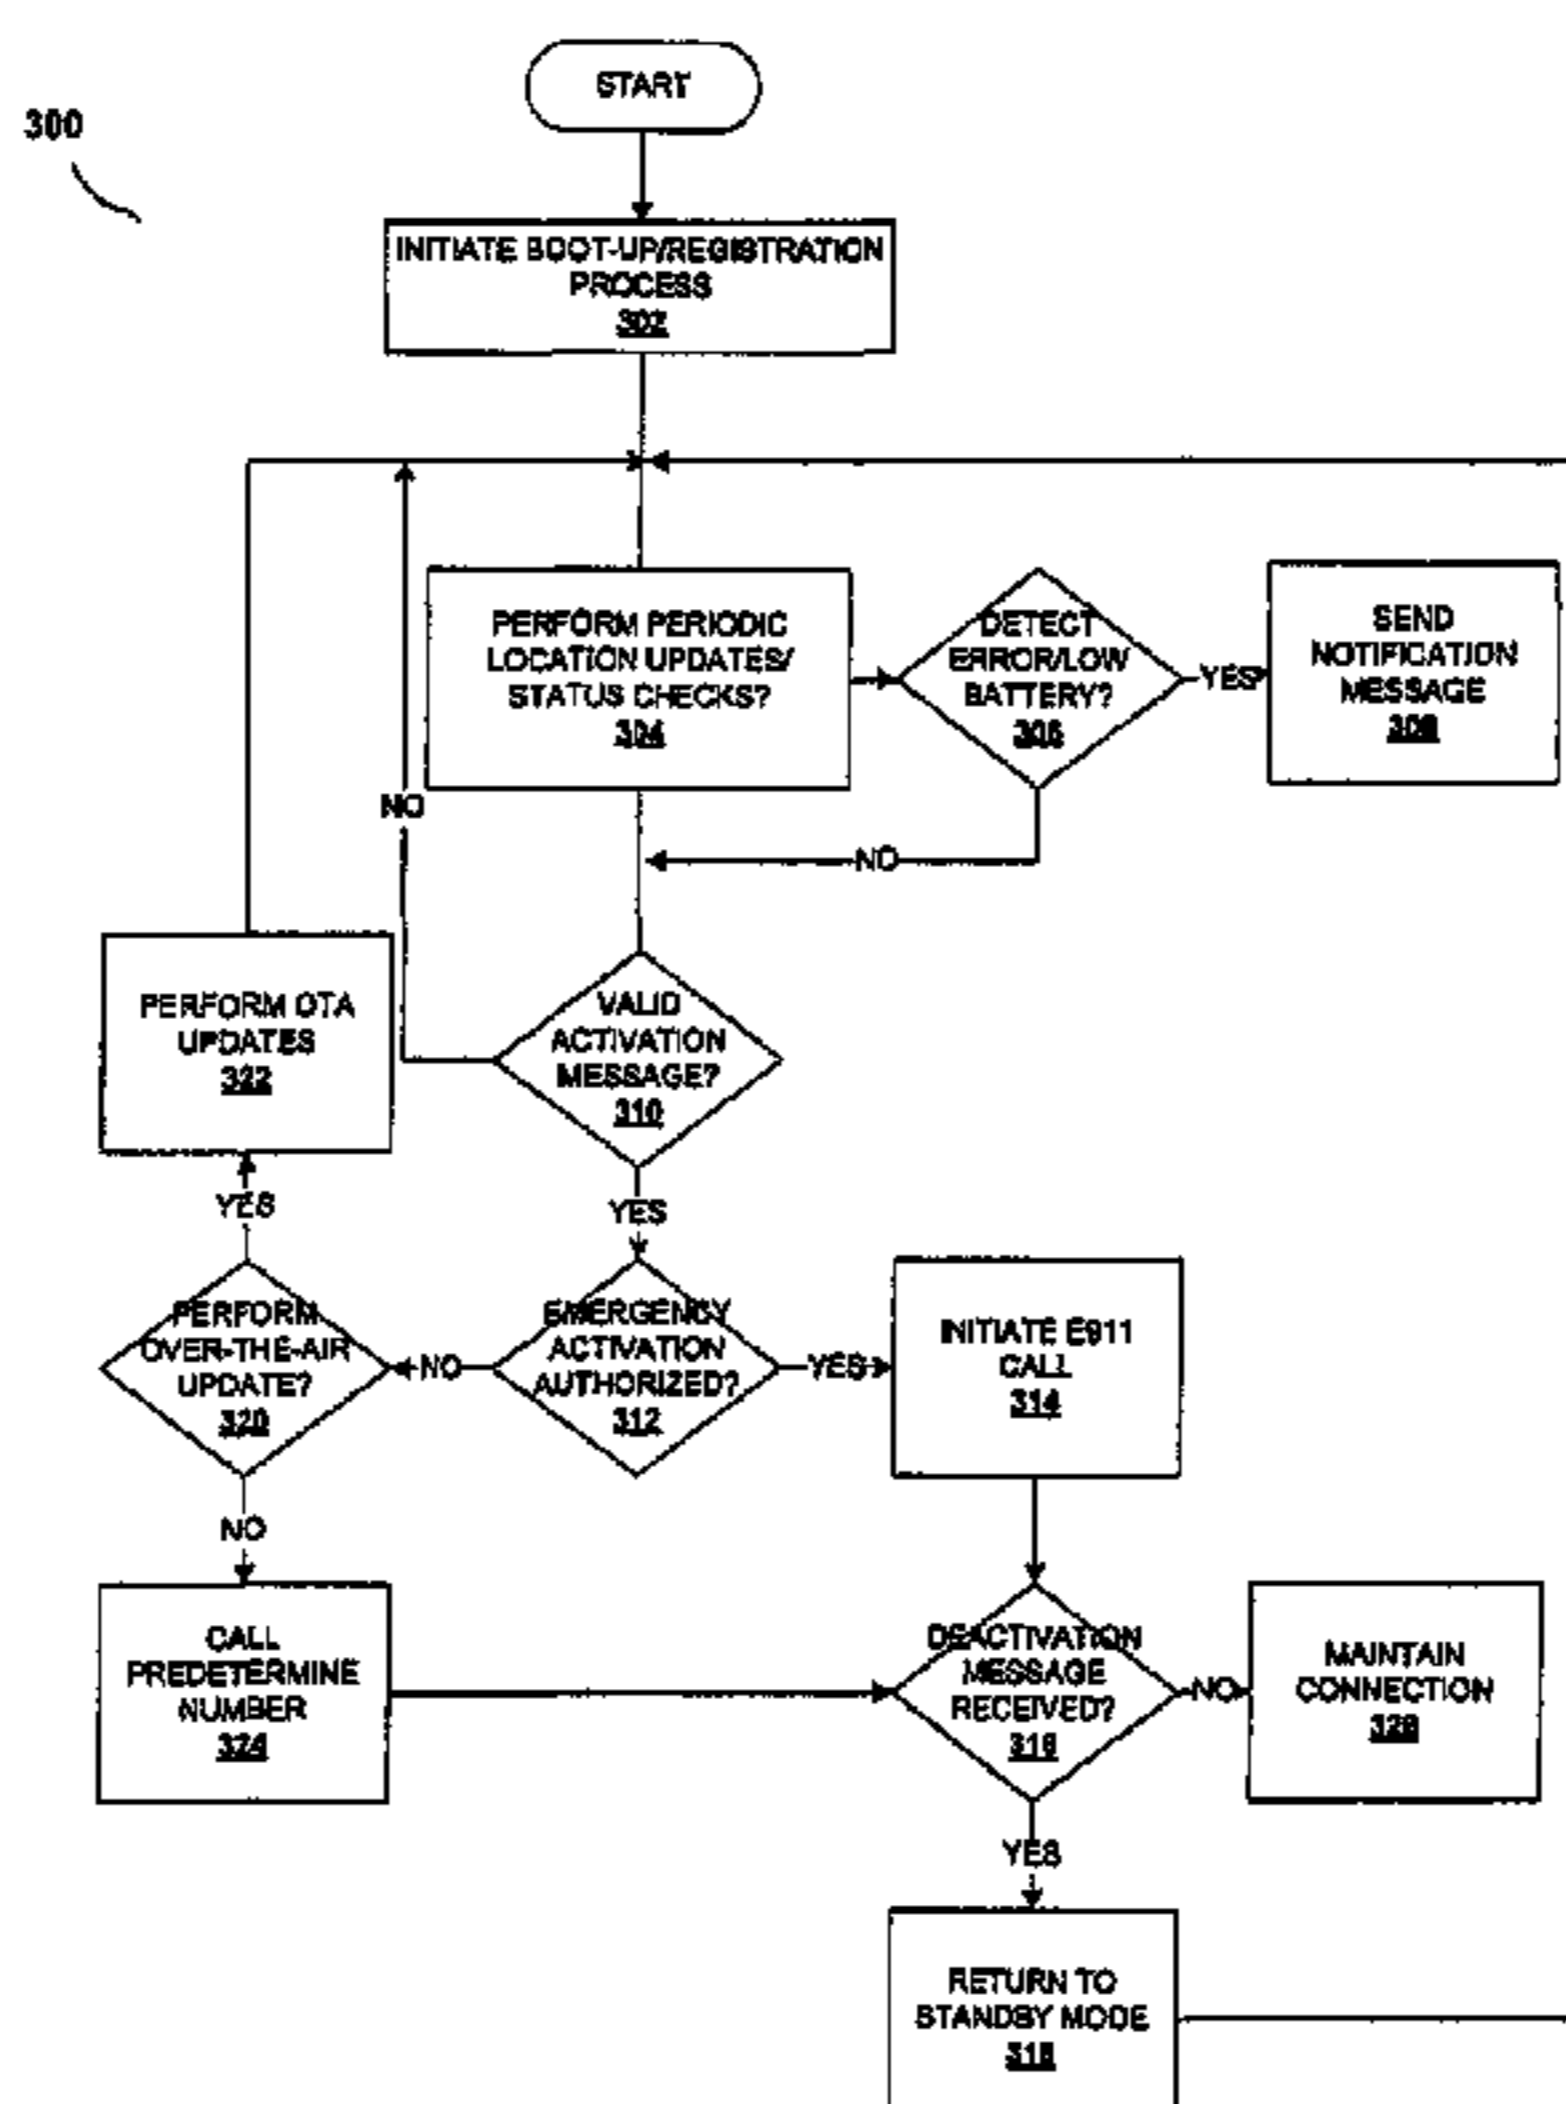 START
300
INITIATE BOOT-UP/REGISTRATION
PROCESS
302
PERFORM PERIODIC
LOCATION UPDATES/
STATUS CHECKS?
304
DETECT
ERROR/LOW
BATTERY?
306
YES
SEND
NOTIFICATION
MESSAGE
308
NO
NO
PERFORM OTA
UPDATES
322
VALID
ACTIVATION
MESSAGE?
310
YES
YES
PERFORM
OVER-THE-AIR
UPDATE?
320
NO
EMERGENCY
ACTIVATION
AUTHORIZED?
312
YES
INITIATE E911
CALL
314
NO
CALL
PREDETERMINE
NUMBER
324
DEACTIVATION
MESSAGE
RECEIVED?
316
NO
MAINTAIN
CONNECTION
YES
RETURN TO
STANDBY MODE
318